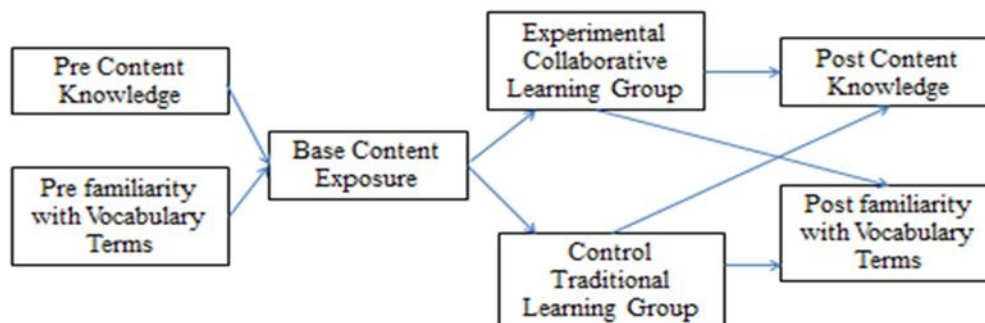 Pre Content
Knowledge
Pre familiarity
with Vocabulary
Terms
Base Content
Exposure
Experimental
Collaborative
Learning Group
Control
Traditional
Learning Group
Post Content
Knowledge
Post familiarity
with Vocabulary
Terms